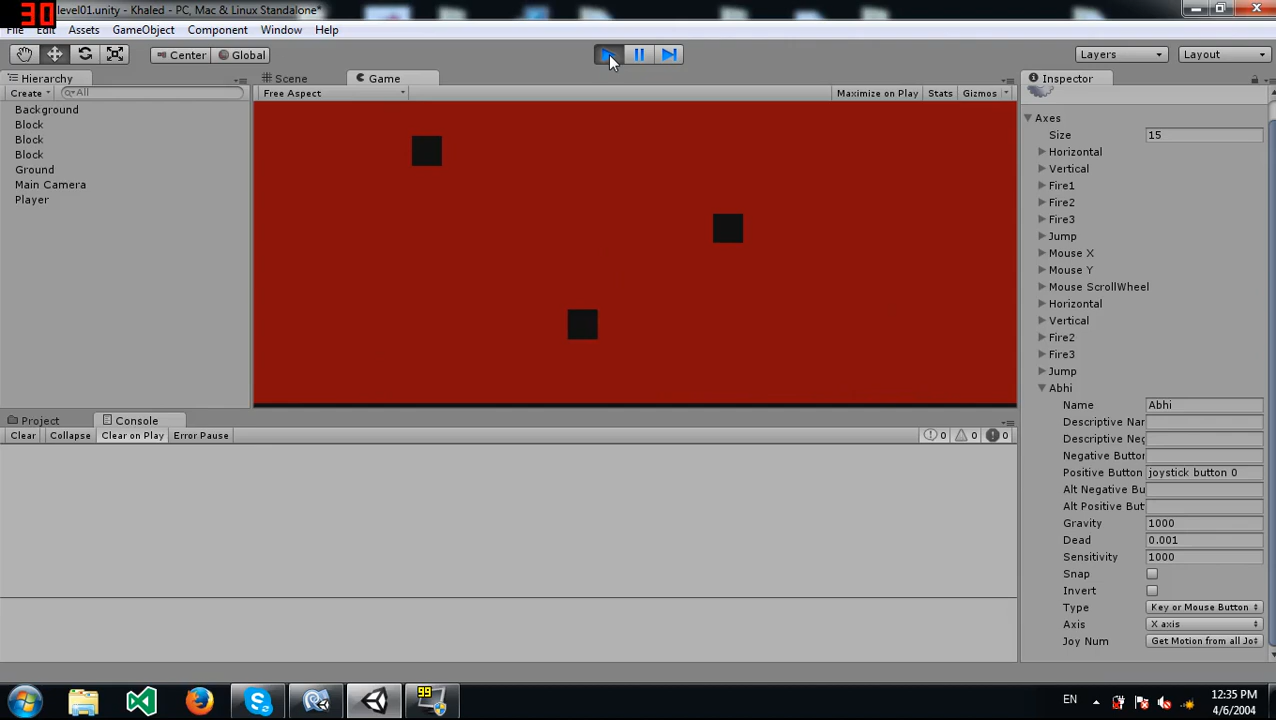 30
level01.unity - Khaled - PC, Mac & Linux Standalone*
File Edit Assets GameObject Component Window Help
Center Global Layers Layout
Hierarchy Scene Game Inspector
Create All Free Aspect Maximize on Play Stats Gizmos
Background
Block
Block
Block
Ground
Main Camera
Player
Axes
Size 15
Horizontal
Vertical
Fire1
Fire2
Fire3
Jump
Mouse X
Mouse Y
Mouse ScrollWheel
Horizontal
Vertical
Fire2
Fire3
Jump
Abhi
Name Abhi
Descriptive Nar
Descriptive Neg
Negative Button
Positive Button joystick button 0
Alt Negative Bu
Alt Positive But
Gravity 1000
Dead 0.001
Sensitivity 1000
Snap
Invert
Type Key or Mouse Button
Axis X axis
Joy Num Get Motion from all Jo
Project Console
Clear Collapse Clear on Play Error Pause 0 0 0
99
EN 12:35 PM
4/6/2004